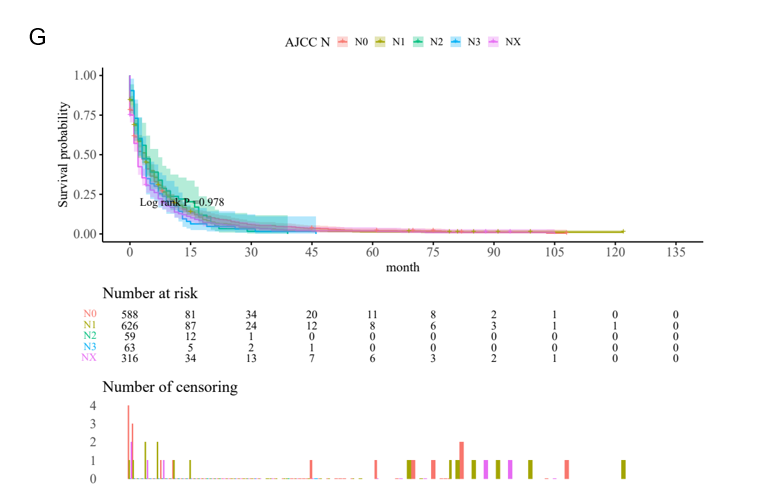 G
AJCC N N0 N1 N2 N3 NX
Survival probability
1.00
0.75
0.50
0.25
0.00
Log rank P = 0.978
0 15 30 45 60 75 90 105 120 135
month
Number at risk
N0 588 81 34 20 11 8 2 1 0 0
N1 626 87 24 12 8 6 3 1 1 0
N2 59 12 1 0 0 0 0 0 0 0
N3 63 5 2 1 0 0 0 0 0 0
NX 316 34 13 7 6 3 2 1 0 0
Number of censoring
4
3
2
1
0